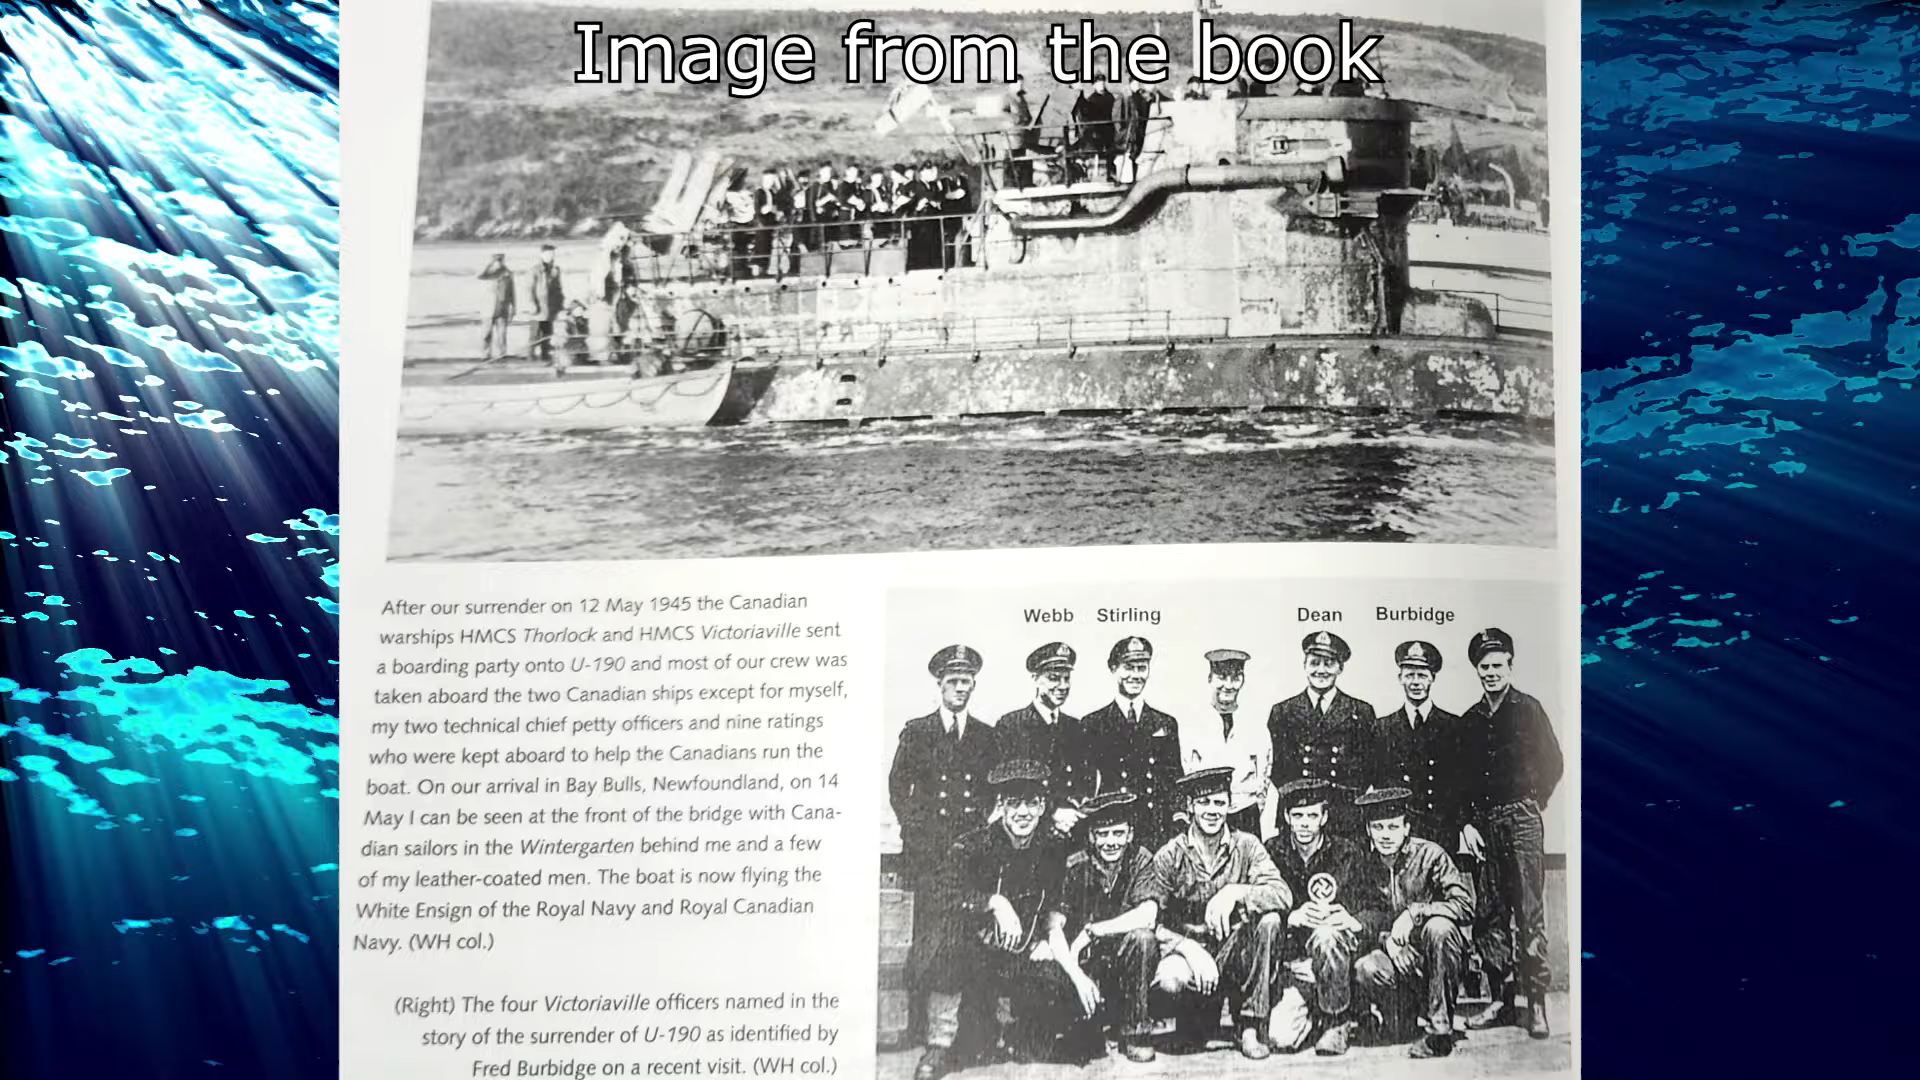 Image from the book
After our surrender on 12 May 1945 the Canadian
warships HMCS Thorlock and HMCS Victoriaville sent
a boarding party onto U-190 and most of our crew was
taken aboard the two Canadian ships except for myself,
my two technical chief petty officers and nine ratings
who were kept aboard to help the Canadians run the
boat. On our arrival in Bay Bulls, Newfoundland, on 14
May I can be seen at the front of the bridge with Cana-
dian sailors in the Wintergarten behind me and a few
of my leather-coated men. The boat is now flying the
White Ensign of the Royal Navy and Royal Canadian
Navy. (WH col.)
(Right) The four Victoriaville officers named in the
story of the surrender of U-190 as identified by
Fred Burbidge on a recent visit. (WH col.)
Webb Stirling Dean Burbidge